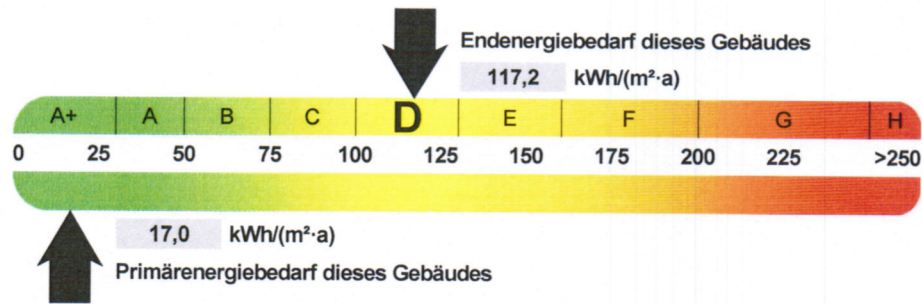 Endenergiebedarf dieses Gebäudes
117,2 kWh/(m²·a)
A+ A B C D E F G H
0 25 50 75 100 125 150 175 200 225 >250
17,0 kWh/(m²·a)
Primärenergiebedarf dieses Gebäudes